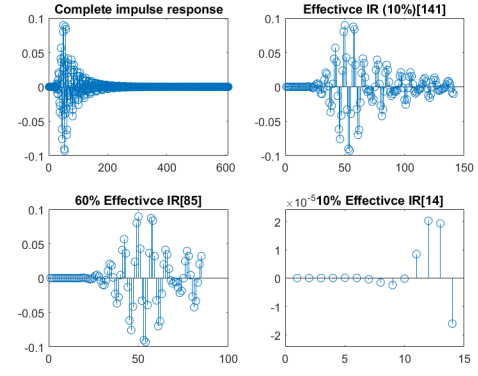 Complete impulse response
0.1
0.05
0
-0.05
-0.1
0 200 400 600
Effectivce IR (10%)[141]
0.1
0.05
0
-0.05
-0.1
0 50 100 150
60% Effectivce IR[85]
0.1
0.05
0
-0.05
-0.1
0 50 100
×10-5 10% Effectivce IR[14]
2
1
0
-1
-2
0 5 10 15